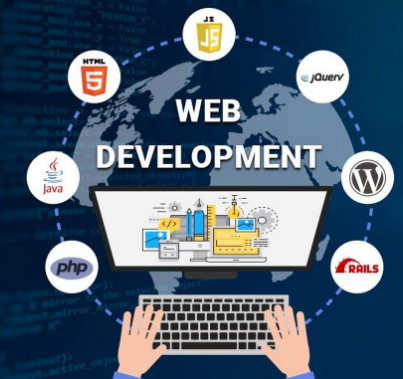 JS
HTML
5
jQuery
WEB
DEVELOPMENT
Java
W
</>
php
RAILS